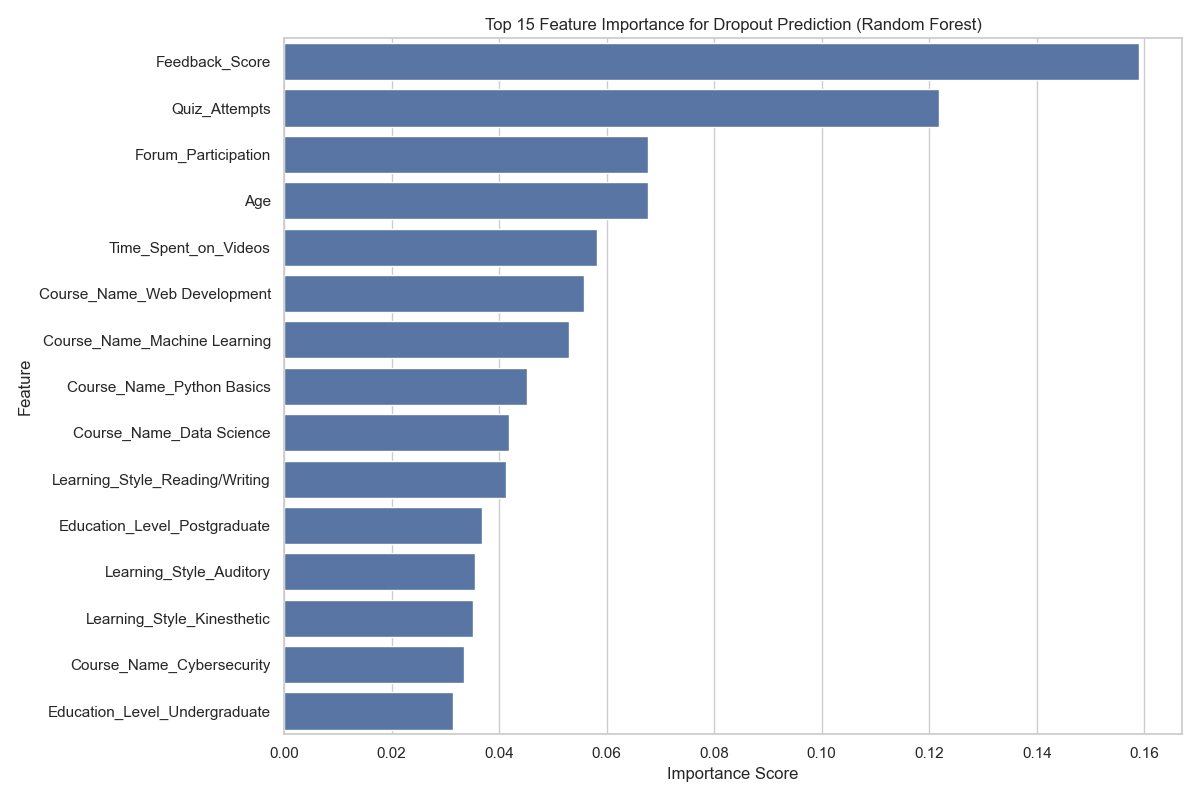 Top 15 Feature Importance for Dropout Prediction (Random Forest)
Feature
Feedback_Score
Quiz_Attempts
Forum_Participation
Age
Time_Spent_on_Videos
Course_Name_Web Development
Course_Name_Machine Learning
Course_Name_Python Basics
Course_Name_Data Science
Learning_Style_Reading/Writing
Education_Level_Postgraduate
Learning_Style_Auditory
Learning_Style_Kinesthetic
Course_Name_Cybersecurity
Education_Level_Undergraduate
0.00 0.02 0.04 0.06 0.08 0.10 0.12 0.14 0.16
Importance Score